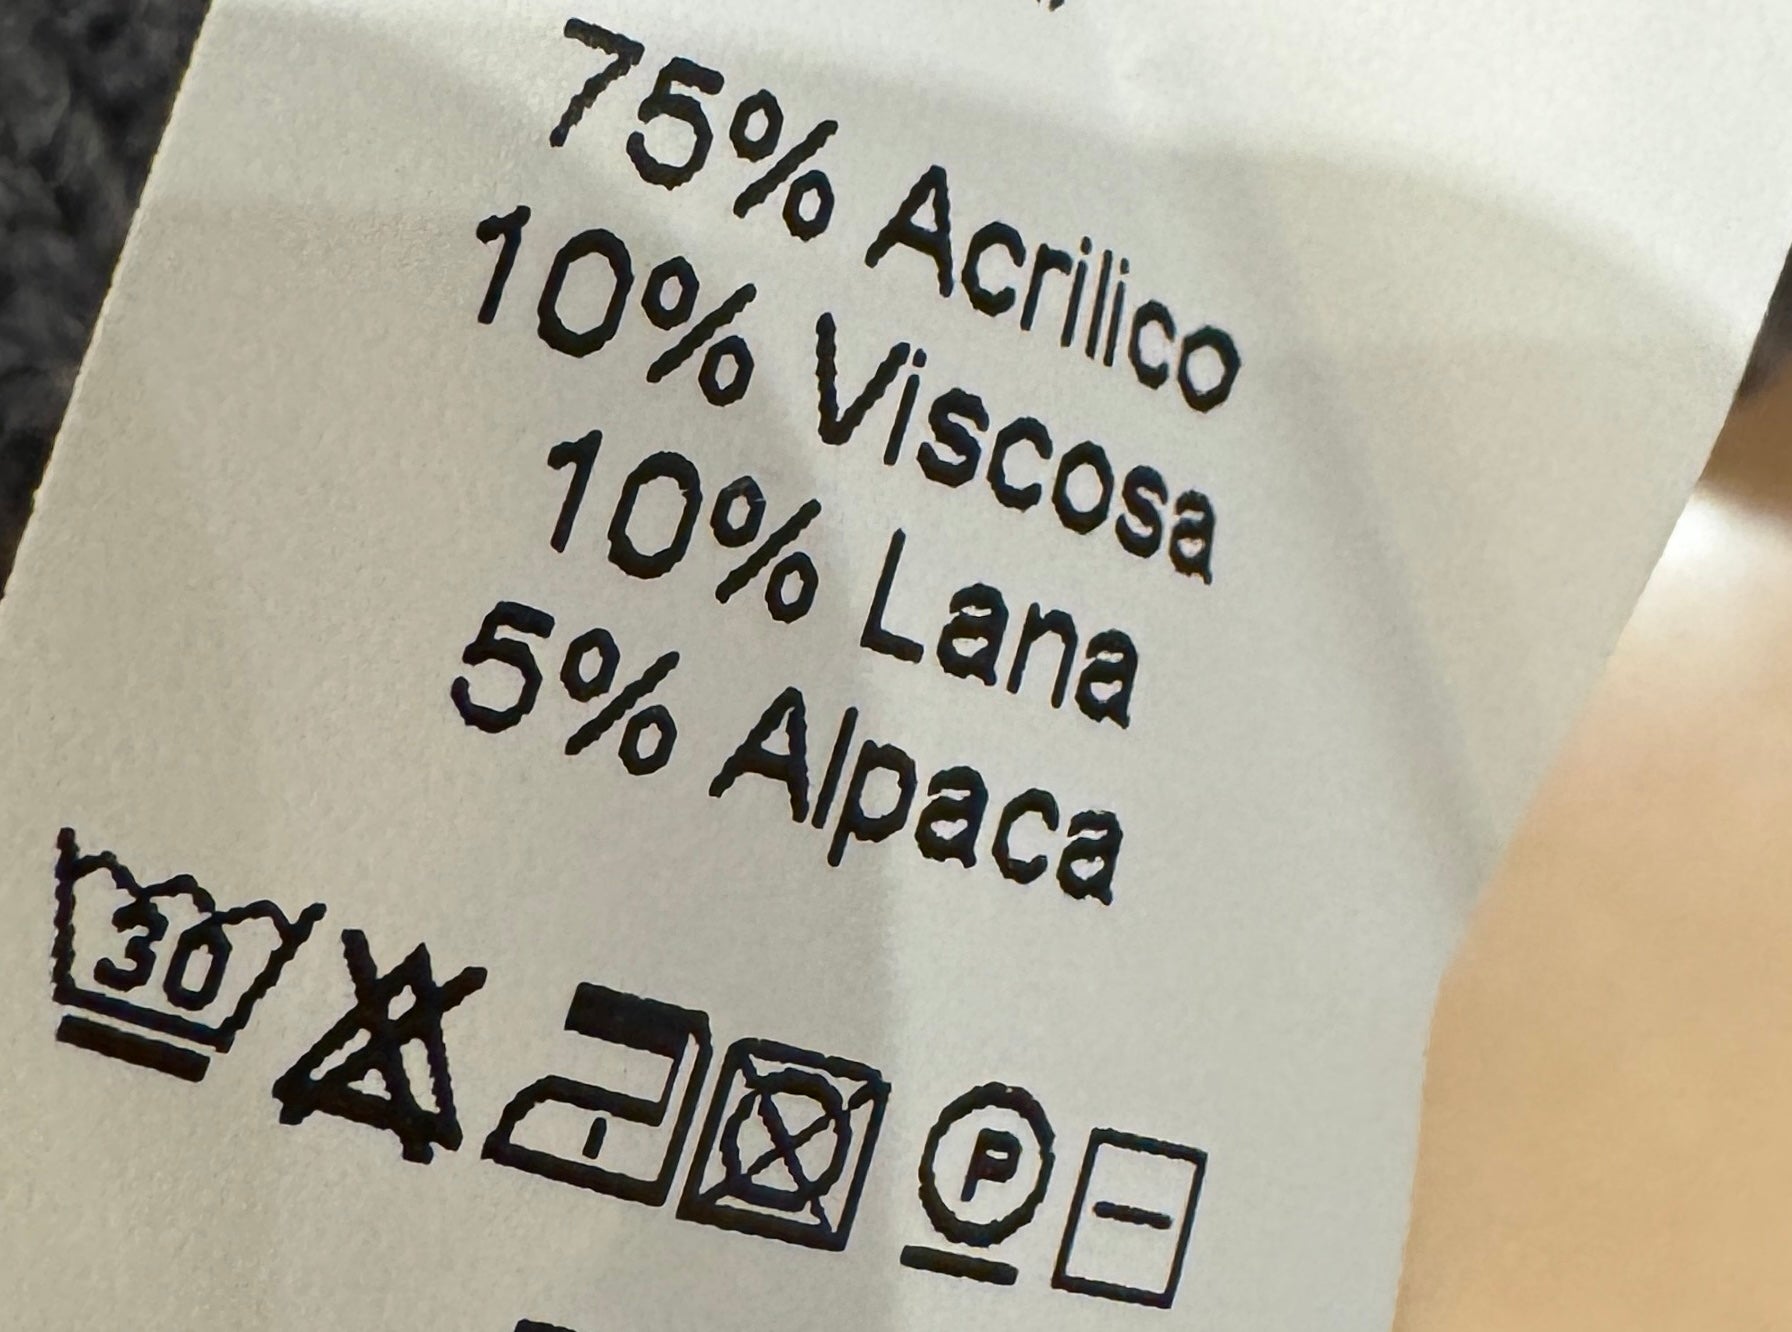 75% Acrilico
10% Viscosa
10% Lana
5% Alpaca
30 P